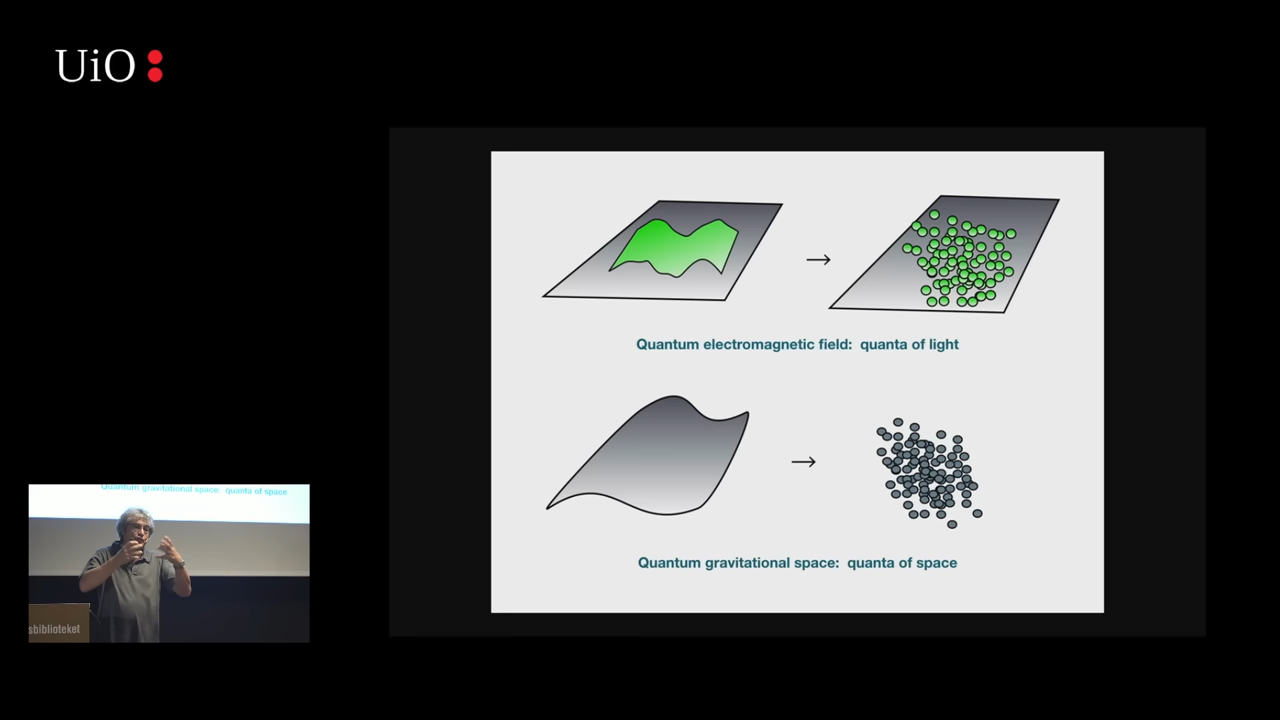 UiO:
Quantum electromagnetic field: quanta of light
Quantum gravitational space: quanta of space
Quantum gravitational space: quanta of space
sbiblioteket